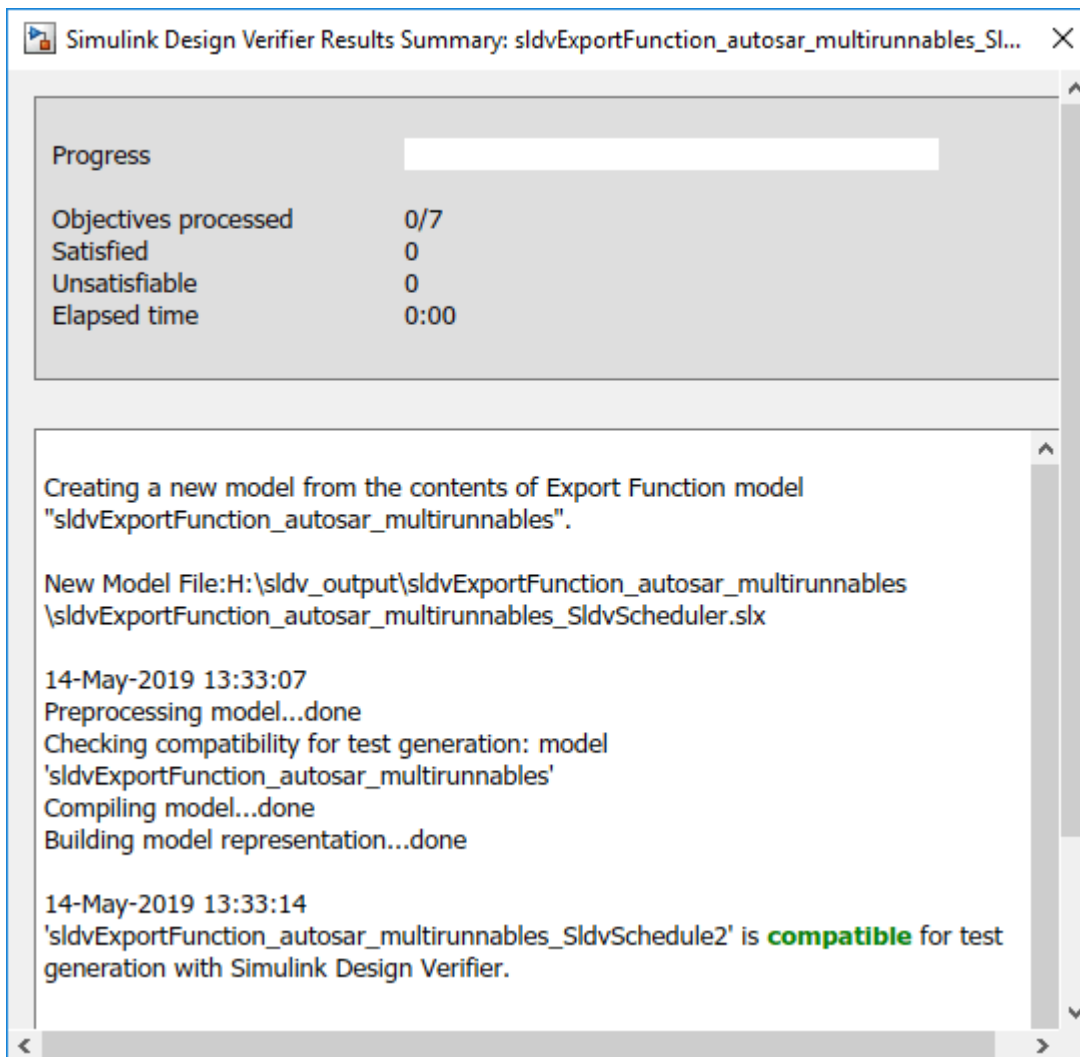 Simulink Design Verifier Results Summary: sldvExportFunction_autosar_multirunnables_Sl...
Progress
Objectives processed 0/7
Satisfied 0
Unsatisfiable 0
Elapsed time 0:00
Creating a new model from the contents of Export Function model
"sldvExportFunction_autosar_multirunnables".
New Model File:H:\sldv_output\sldvExportFunction_autosar_multirunnables
\sldvExportFunction_autosar_multirunnables_SldvScheduler.slx
14-May-2019 13:33:07
Preprocessing model...done
Checking compatibility for test generation: model
'sldvExportFunction_autosar_multirunnables'
Compiling model...done
Building model representation...done
14-May-2019 13:33:14
'sldvExportFunction_autosar_multirunnables_SldvSchedule2' is compatible for test
generation with Simulink Design Verifier.